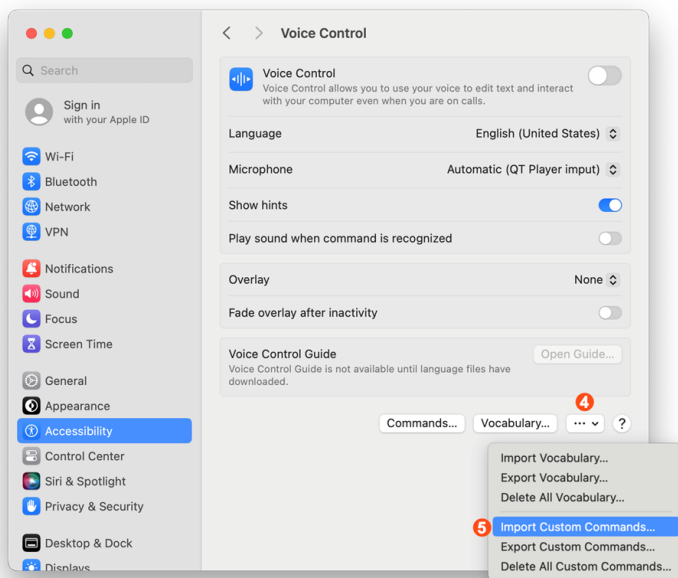 Voice Control
Search
Sign in
with your Apple ID
Wi-Fi
Bluetooth
Network
VPN
Notifications
Sound
Focus
Screen Time
General
Appearance
Accessibility
Control Center
Siri & Spotlight
Privacy & Security
Desktop & Dock
Displays
Voice Control
Voice Control allows you to use your voice to edit text and interact
with your computer even when you are on calls.
Language English (United States)
Microphone Automatic (QT Player imput)
Show hints
Play sound when command is recognized
Overlay None
Fade overlay after inactivity
Voice Control Guide Open Guide...
Voice Control Guide is not available until language files have
downloaded.
4
Commands... Vocabulary... ... ?
Import Vocabulary...
Export Vocabulary...
Delete All Vocabulary...
5 Import Custom Commands...
Export Custom Commands...
Delete All Custom Commands...